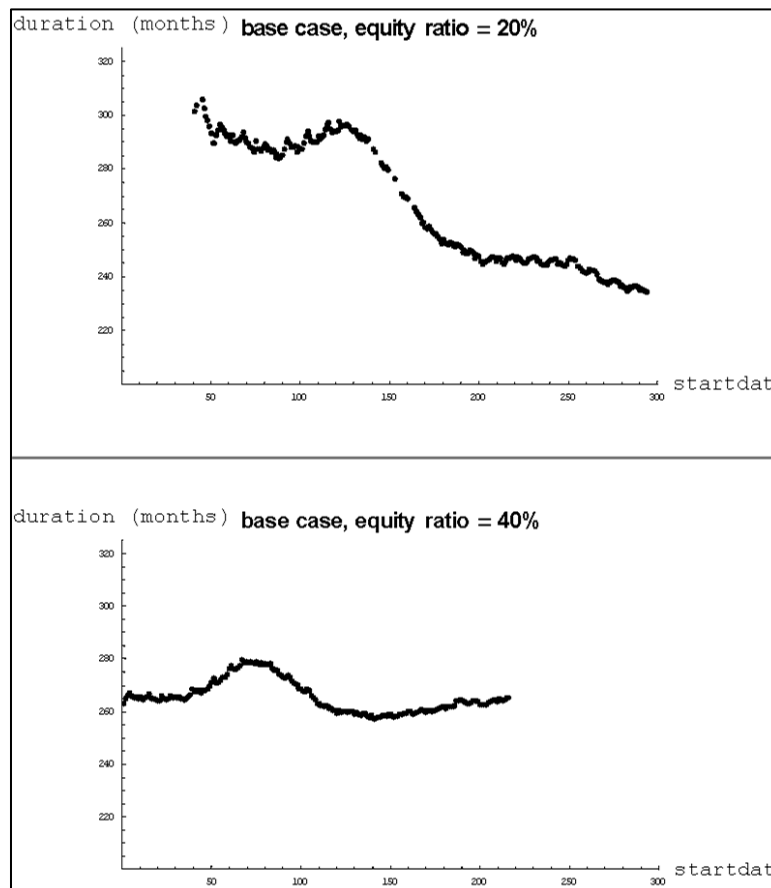 duration (months) base case, equity ratio = 20%
320
300
280
260
240
220
50 100 150 200 250 300
startdat
duration (months) base case, equity ratio = 40%
320
300
280
260
240
220
50 100 150 200 250 300
startdat